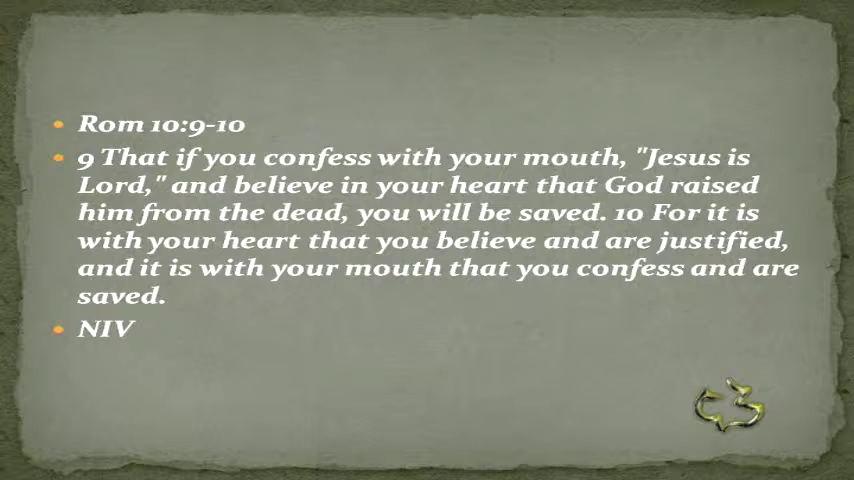 Rom 10:9-10
9 That if you confess with your mouth, "Jesus is
Lord," and believe in your heart that God raised
him from the dead, you will be saved. 10 For it is
with your heart that you believe and are justified,
and it is with your mouth that you confess and are
saved.
NIV